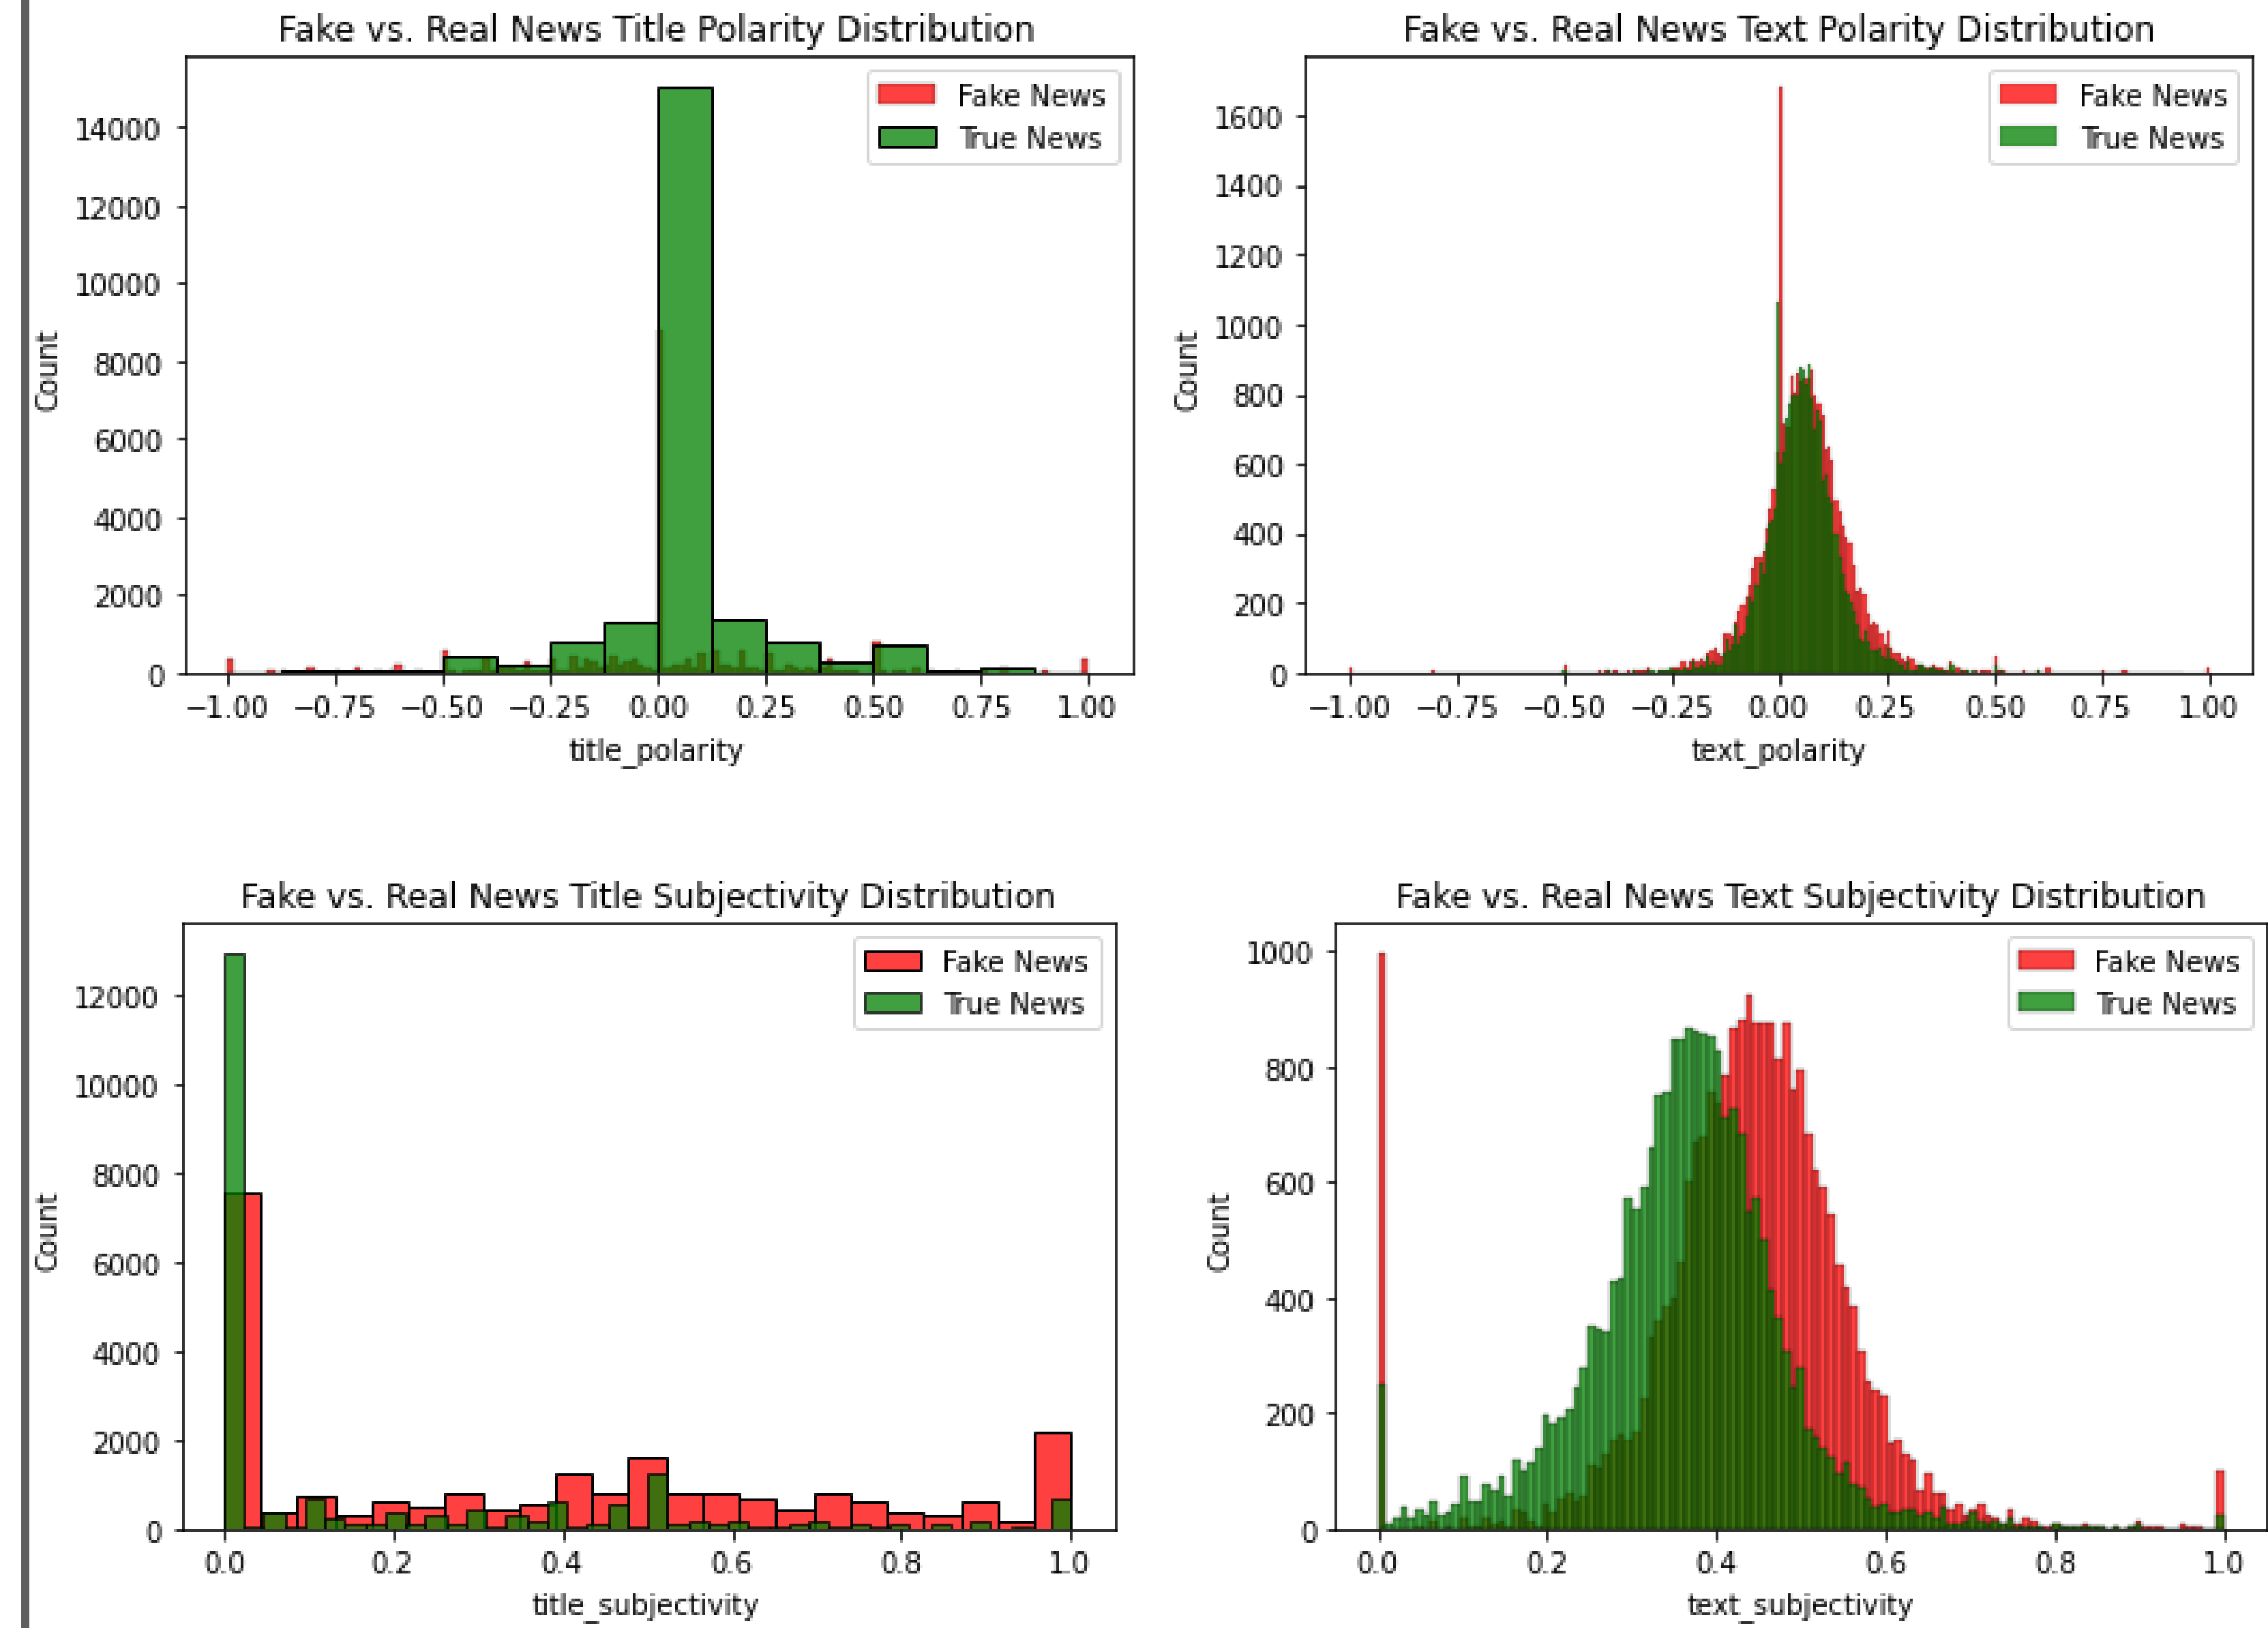 Fake vs. Real News Title Polarity Distribution
Fake News
True News
14000
12000
10000
8000
6000
4000
2000
0
Count
−1.00 −0.75 −0.50 −0.25 0.00 0.25 0.50 0.75 1.00
title_polarity
Fake vs. Real News Text Polarity Distribution
Fake News
True News
1600
1400
1200
1000
800
600
400
200
0
Count
−1.00 −0.75 −0.50 −0.25 0.00 0.25 0.50 0.75 1.00
text_polarity
Fake vs. Real News Title Subjectivity Distribution
Fake News
True News
12000
10000
8000
6000
4000
2000
0
Count
0.0 0.2 0.4 0.6 0.8 1.0
title_subjectivity
Fake vs. Real News Text Subjectivity Distribution
Fake News
True News
1000
800
600
400
200
0
Count
0.0 0.2 0.4 0.6 0.8 1.0
text_subjectivity